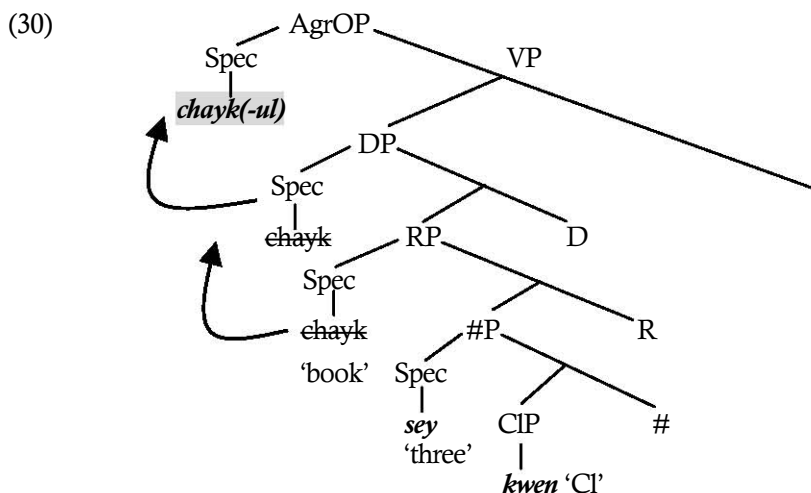 (30) AgrOP
Spec VP
chayk(-ul)
DP
Spec
chayk RP D
Spec
chayk #P R
‘book’ Spec
sey ClP #
‘three’
kwen ‘Cl’